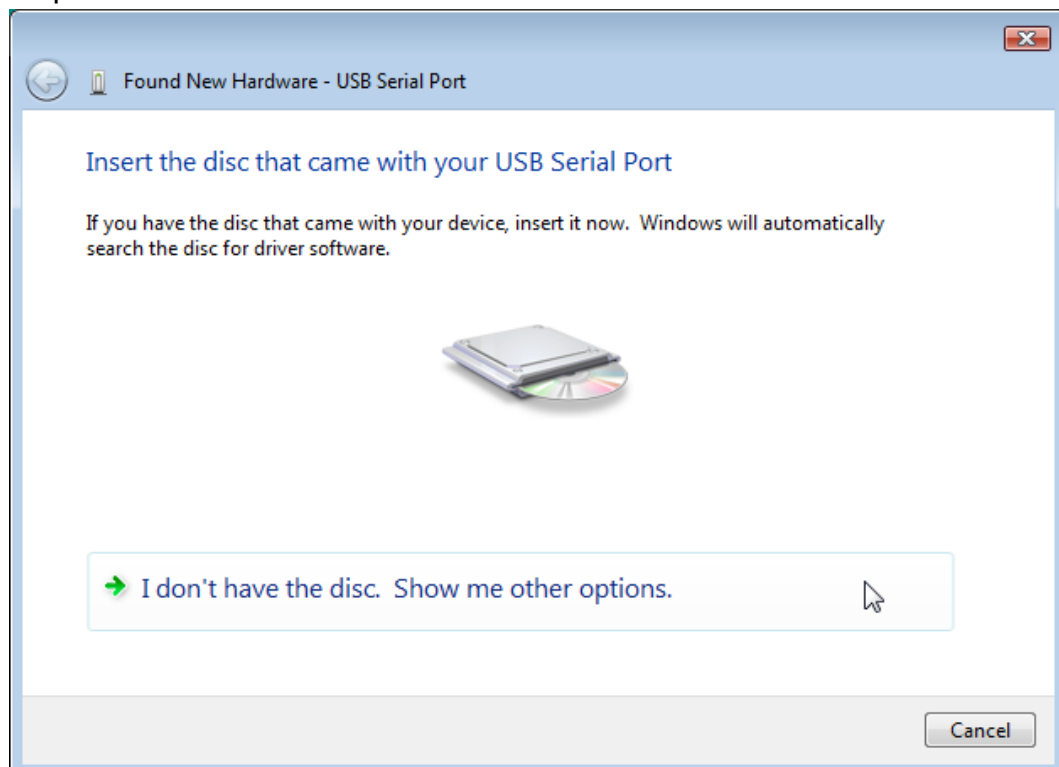 Found New Hardware - USB Serial Port
Insert the disc that came with your USB Serial Port
If you have the disc that came with your device, insert it now.  Windows will automatically
search the disc for driver software.
I don't have the disc.  Show me other options.
Cancel